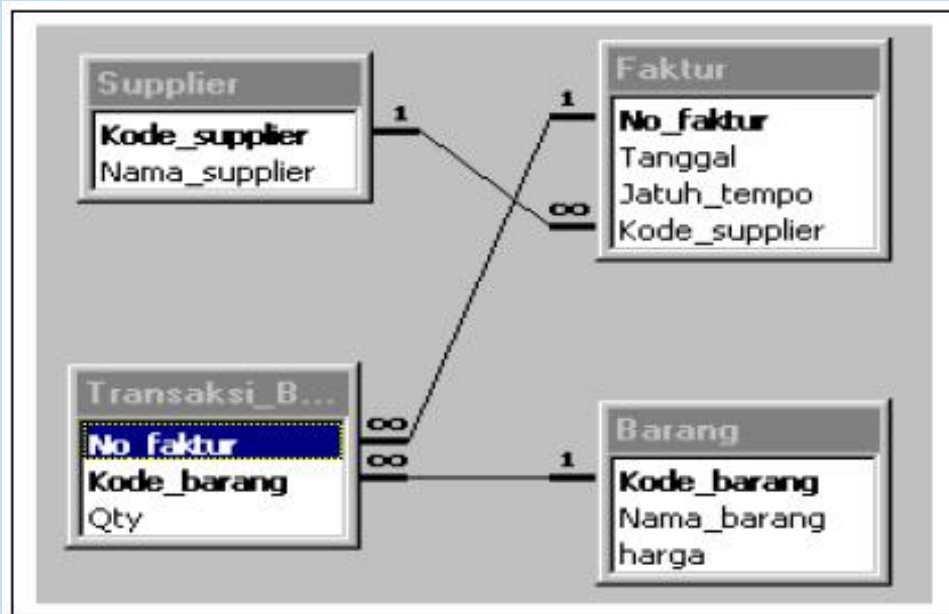 Supplier
Kode_supplier
Nama_supplier
1
∞
1
Faktur
No_faktur
Tanggal
Jatuh_tempo
Kode_supplier
Transaksi_B...
No_faktur
Kode_barang
Qty
∞
∞
1
Barang
Kode_barang
Nama_barang
harga